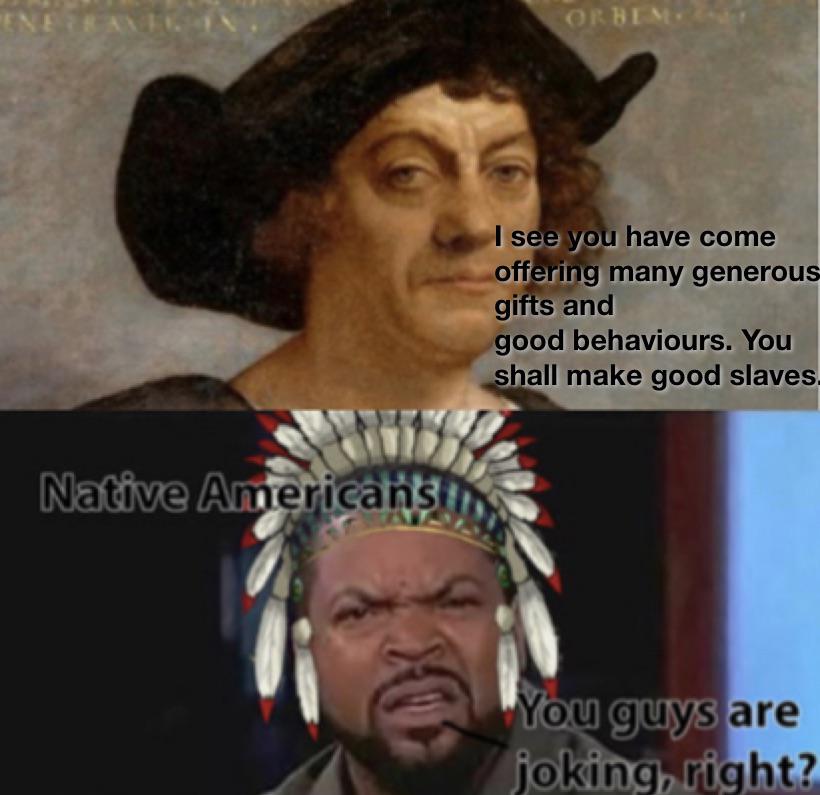 ORBEM
I see you have come
offering many generous
gifts and
good behaviours. You
shall make good slaves.
Native Americans
You guys are
joking, right?